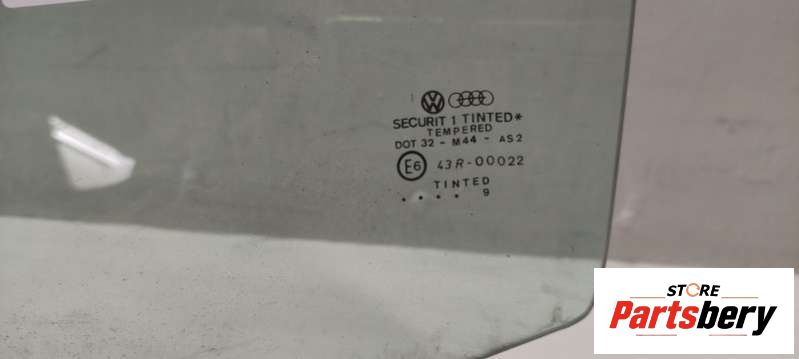 SECURIT 1 TINTED*
TEMPERED
DOT 32 - M44 - AS2
E6 43R-00022
TINTED
. . . . 9
STORE
Partsbery